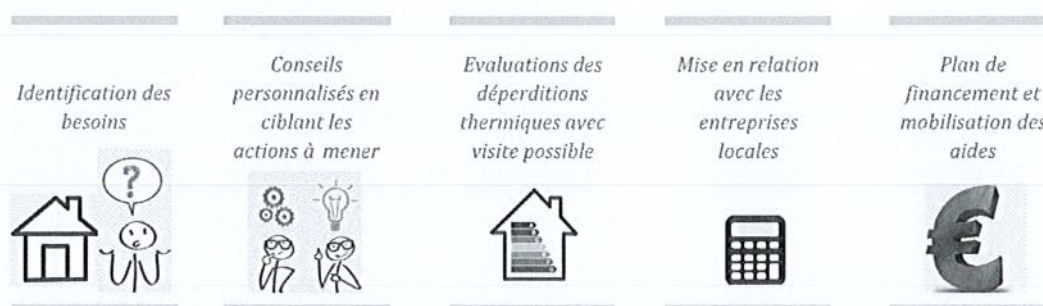 Identification des
besoins
Conseils
personnalisés en
ciblant les
actions à mener
Evaluations des
déperditions
thermiques avec
visite possible
Mise en relation
avec les
entreprises
locales
Plan de
financement et
mobilisation des
aides
?
€